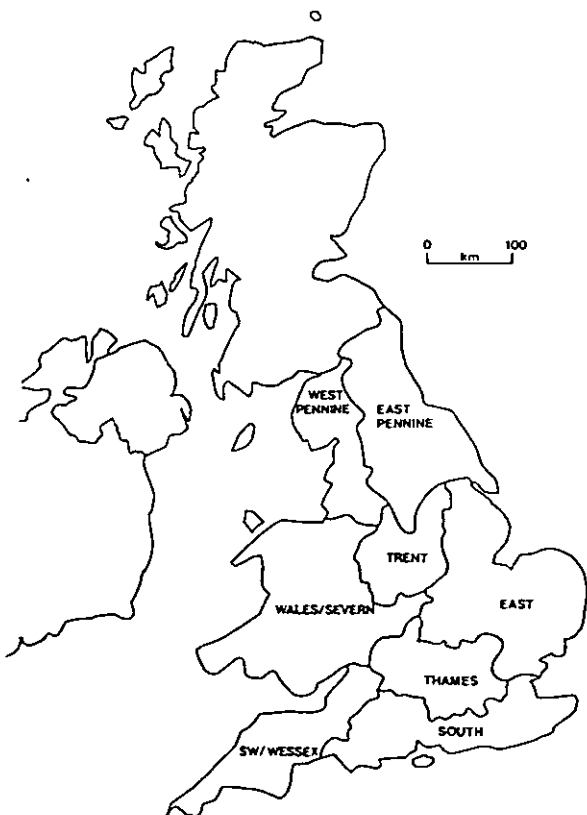 0 100
km
WEST
PENNINE
EAST
PENNINE
TRENT
WALES/SEVERN
EAST
THAMES
SOUTH
SW/WESSEX